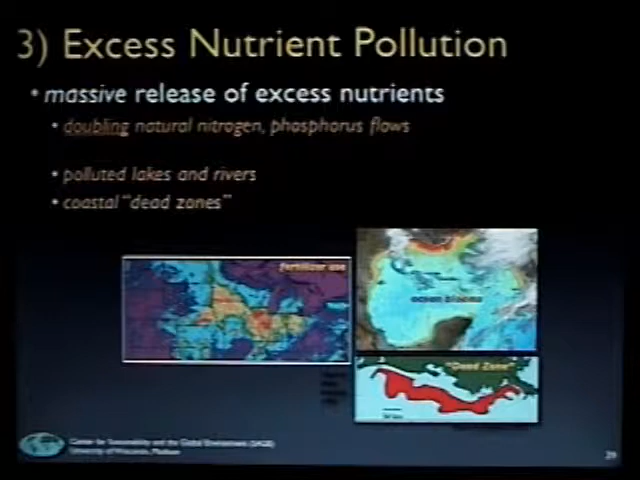 3) Excess Nutrient Pollution
• massive release of excess nutrients
• doubling natural nitrogen, phosphorus flows
• polluted lakes and rivers
• coastal "dead zones"
fertilizer use
ocean blooms
"Dead Zone"
Center for Sustainability and the Global Environment (SAGE)
University of Wisconsin, Madison